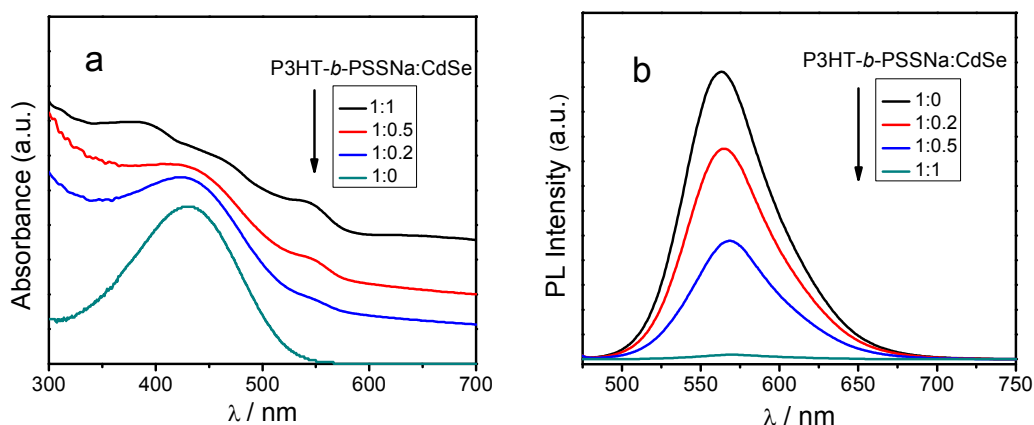 a
P3HT-b-PSSNa:CdSe
1:1
1:0.5
1:0.2
1:0
Absorbance (a.u.)
300 400 500 600 700
λ / nm
b
P3HT-b-PSSNa:CdSe
1:0
1:0.2
1:0.5
1:1
PL Intensity (a.u.)
500 550 600 650 700 750
λ / nm